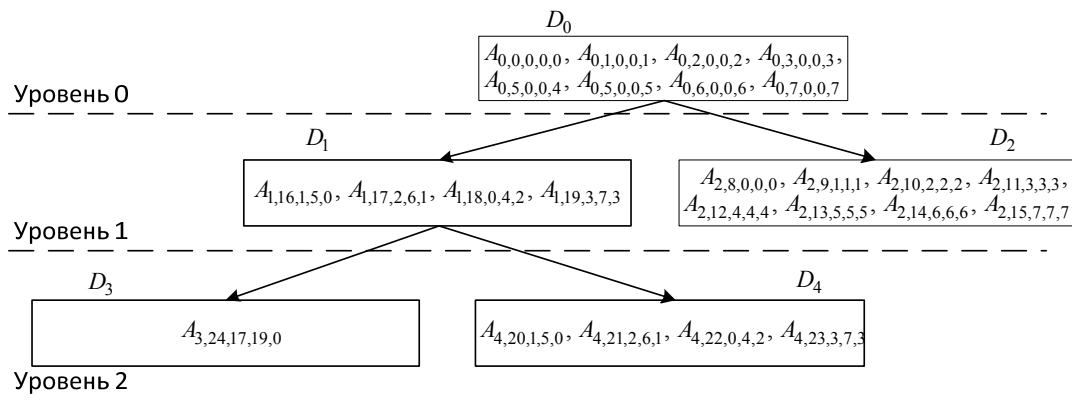 D₀
A₀,₀,₀,₀,₀, A₀,₁,₀,₀,₁, A₀,₂,₀,₀,₂, A₀,₃,₀,₀,₃,
A₀,₅,₀,₀,₄, A₀,₅,₀,₀,₅, A₀,₆,₀,₀,₆, A₀,₇,₀,₀,₇
Уровень 0
D₁
D₂
A₁,₁₆,₁,₅,₀, A₁,₁₇,₂,₆,₁, A₁,₁₈,₀,₄,₂, A₁,₁₉,₃,₇,₃
A₂,₈,₀,₀,₀, A₂,₉,₁,₁,₁, A₂,₁₀,₂,₂,₂, A₂,₁₁,₃,₃,₃,
A₂,₁₂,₄,₄,₄, A₂,₁₃,₅,₅,₅, A₂,₁₄,₆,₆,₆, A₂,₁₅,₇,₇,₇
Уровень 1
D₃
D₄
A₃,₂₄,₁₇,₁₉,₀
A₄,₂₀,₁,₅,₀, A₄,₂₁,₂,₆,₁, A₄,₂₂,₀,₄,₂, A₄,₂₃,₃,₇,₃
Уровень 2